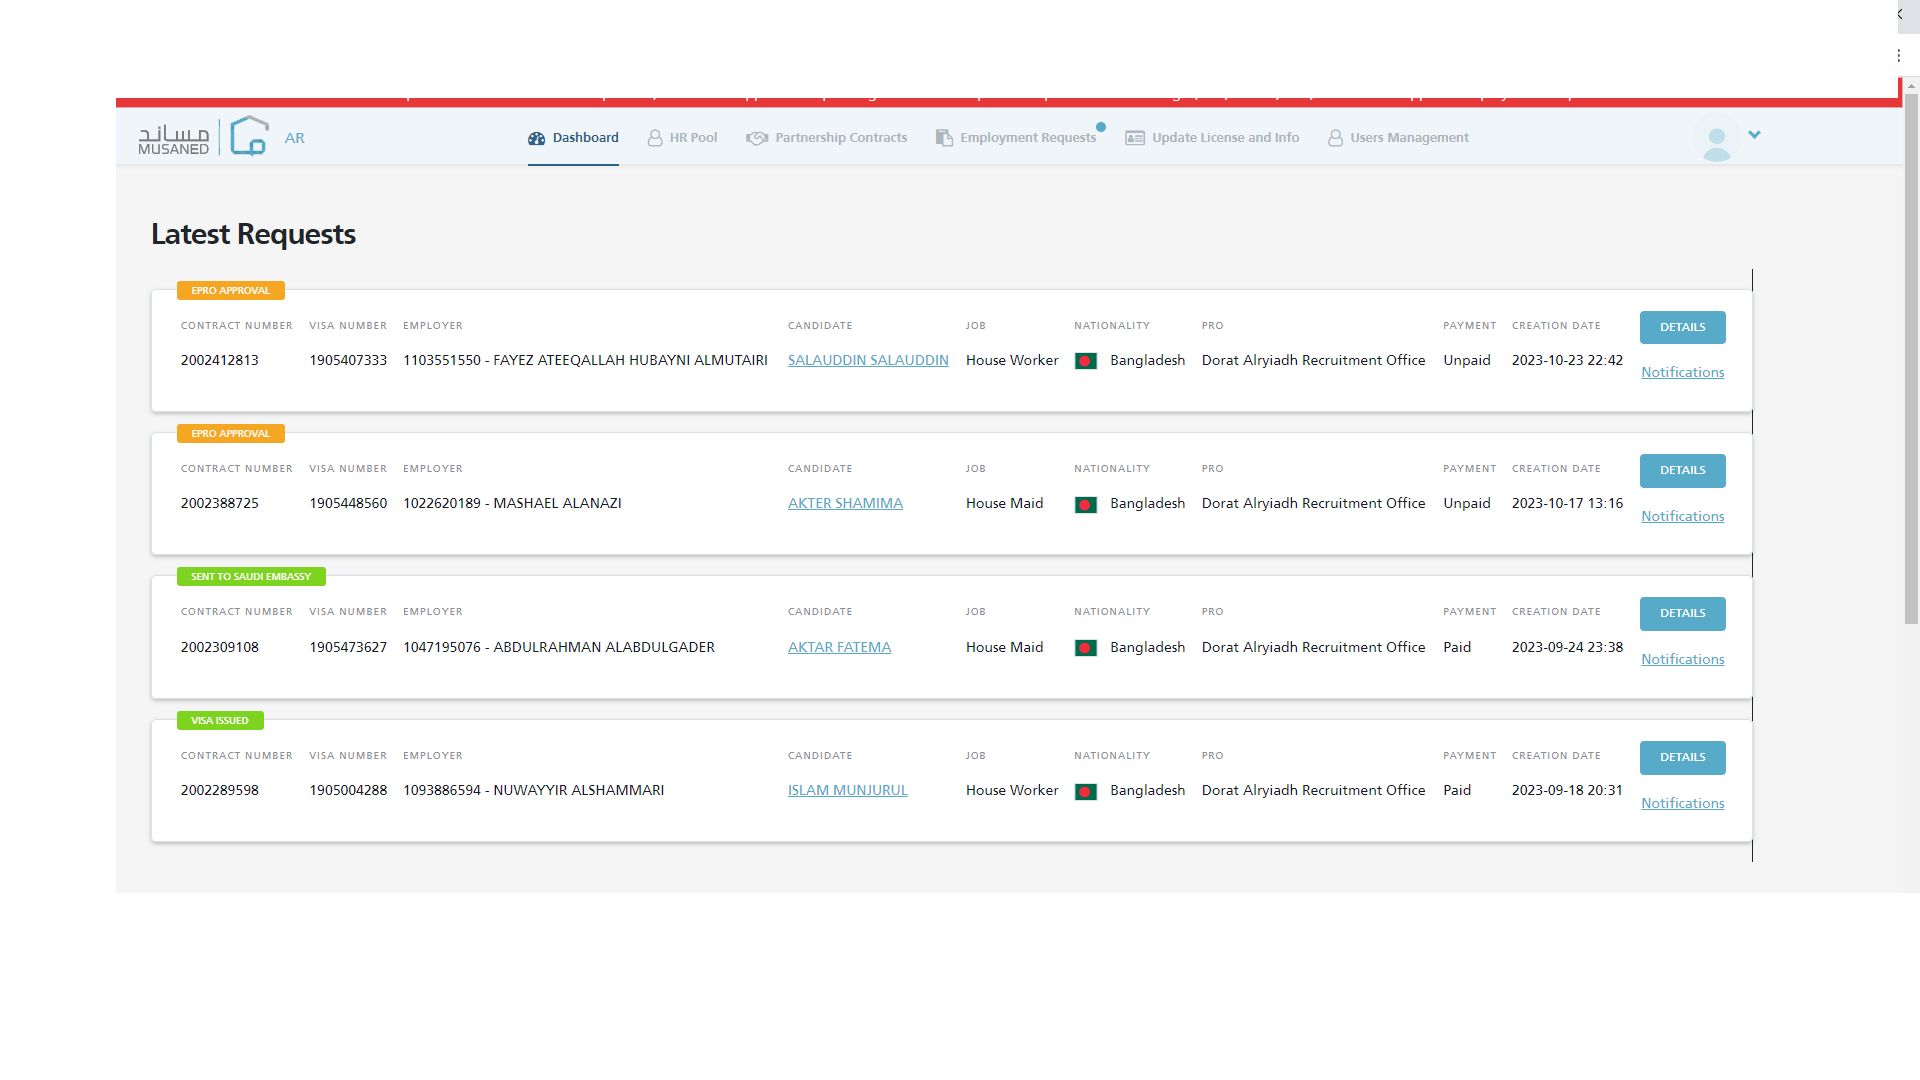 مساند
MUSANED
AR
Dashboard
HR Pool
Partnership Contracts
Employment Requests
Update License and Info
Users Management
Latest Requests
EPRO APPROVAL
CONTRACT NUMBER VISA NUMBER EMPLOYER CANDIDATE JOB NATIONALITY PRO PAYMENT CREATION DATE DETAILS
2002412813 1905407333 1103551550 - FAYEZ ATEEQALLAH HUBAYNI ALMUTAIRI SALAUDDIN SALAUDDIN House Worker Bangladesh Dorat Alryiadh Recruitment Office Unpaid 2023-10-23 22:42
Notifications
EPRO APPROVAL
CONTRACT NUMBER VISA NUMBER EMPLOYER CANDIDATE JOB NATIONALITY PRO PAYMENT CREATION DATE DETAILS
2002388725 1905448560 1022620189 - MASHAEL ALANAZI AKTER SHAMIMA House Maid Bangladesh Dorat Alryiadh Recruitment Office Unpaid 2023-10-17 13:16
Notifications
SENT TO SAUDI EMBASSY
CONTRACT NUMBER VISA NUMBER EMPLOYER CANDIDATE JOB NATIONALITY PRO PAYMENT CREATION DATE DETAILS
2002309108 1905473627 1047195076 - ABDULRAHMAN ALABDULGADER AKTAR FATEMA House Maid Bangladesh Dorat Alryiadh Recruitment Office Paid 2023-09-24 23:38
Notifications
VISA ISSUED
CONTRACT NUMBER VISA NUMBER EMPLOYER CANDIDATE JOB NATIONALITY PRO PAYMENT CREATION DATE DETAILS
2002289598 1905004288 1093886594 - NUWAYYIR ALSHAMMARI ISLAM MUNJURUL House Worker Bangladesh Dorat Alryiadh Recruitment Office Paid 2023-09-18 20:31
Notifications